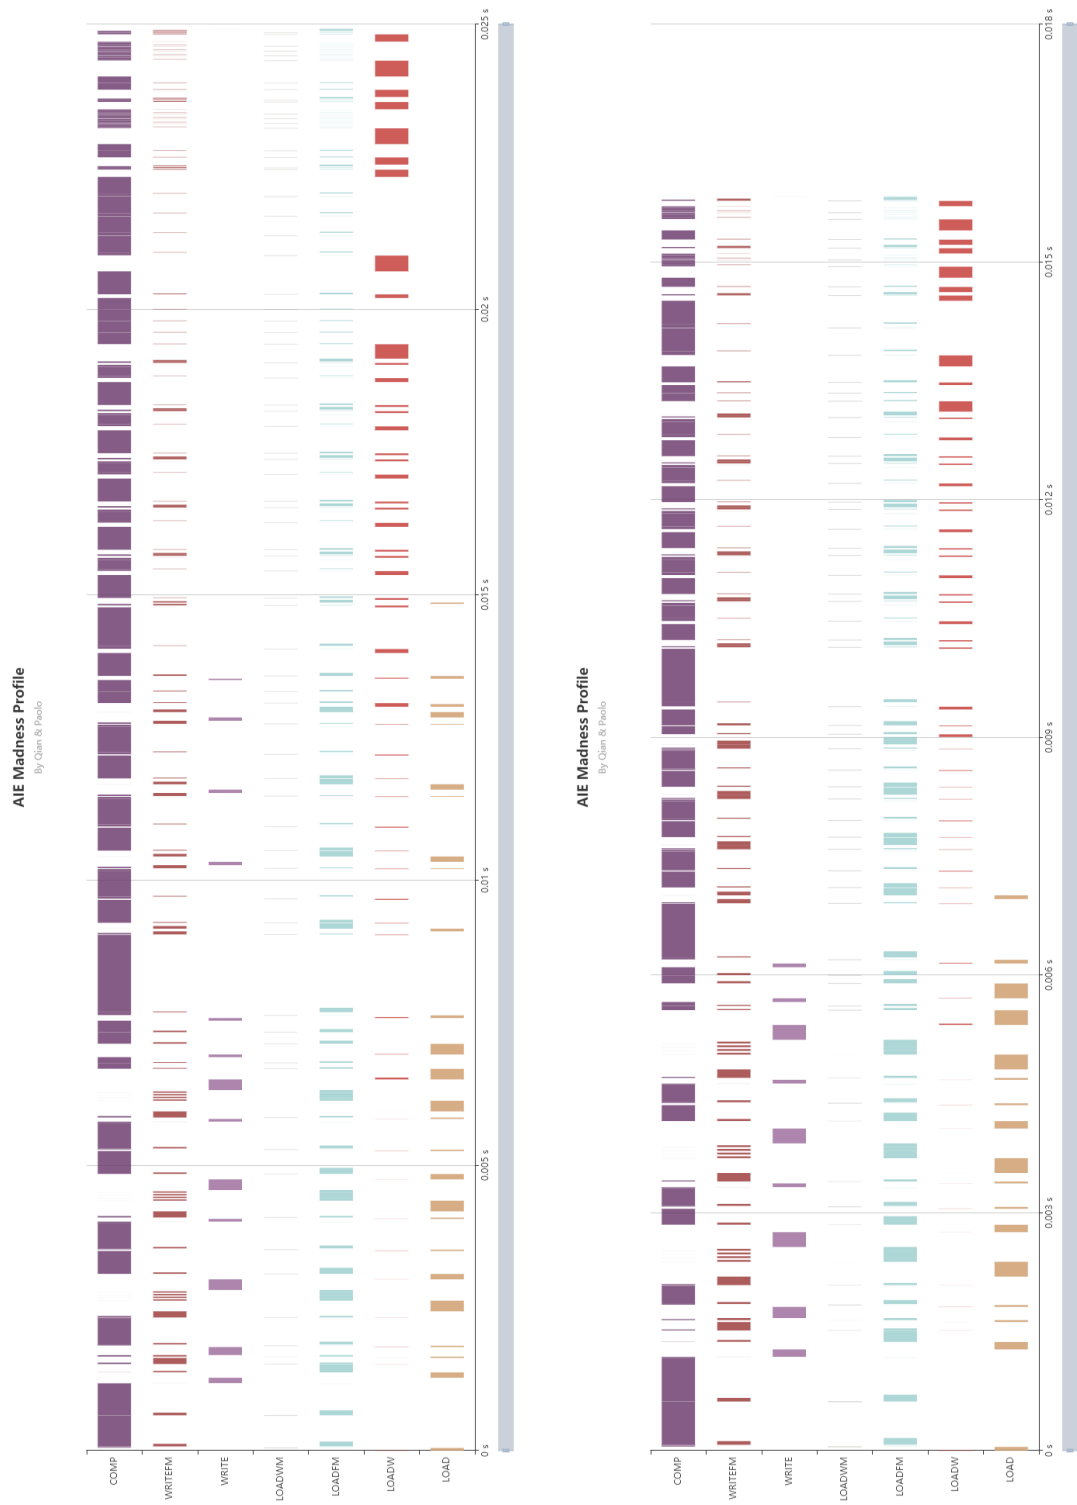 AIE Madness Profile
By Qian & Paolo
COMP
WRITEFM
WRITE
LOADWM
LOADFM
LOADW
LOAD
0 s
0.005 s
0.01 s
0.015 s
0.02 s
0.025 s
AIE Madness Profile
By Qian & Paolo
COMP
WRITEFM
WRITE
LOADWM
LOADFM
LOADW
LOAD
0 s
0.003 s
0.006 s
0.009 s
0.012 s
0.015 s
0.018 s